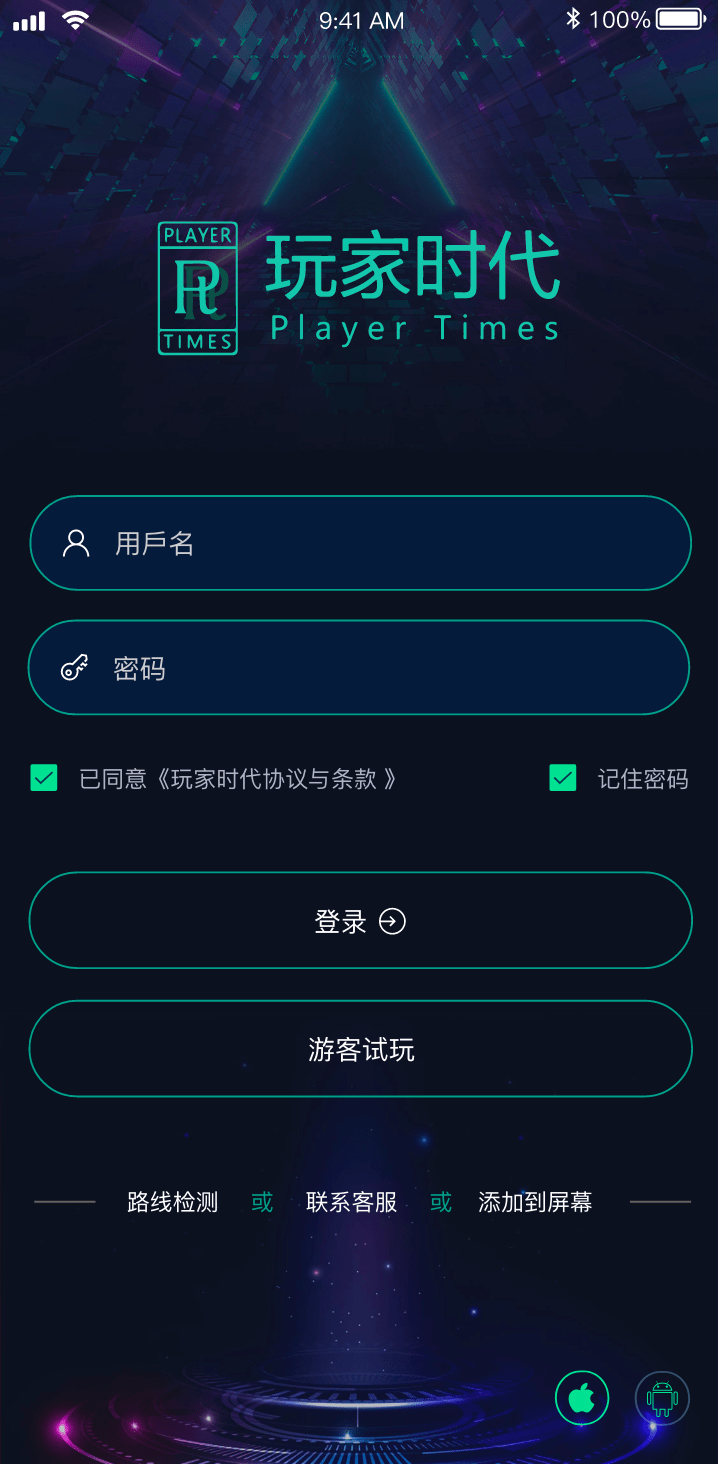 9:41 AM 100%
PLAYER
PR
TIMES
玩家时代
Player Times
用戶名
密码
已同意《玩家时代协议与条款 》 记住密码
登录
游客试玩
路线检测 或 联系客服 或 添加到屏幕